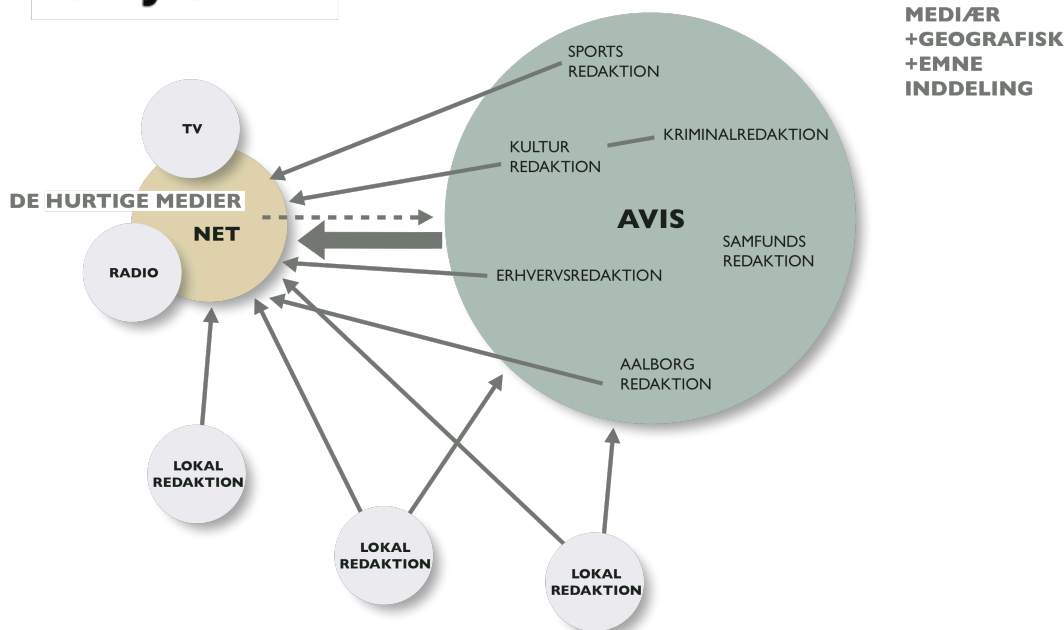 MEDIÆR
+GEOGRAFISK
+EMNE
INDDELING
SPORTS
REDAKTION
TV
KRIMINALREDAKTION
KULTUR
REDAKTION
DE HURTIGE MEDIER
NET
AVIS
SAMFUNDS
REDAKTION
RADIO
ERHVERVSREDAKTION
AALBORG
REDAKTION
LOKAL
REDAKTION
LOKAL
REDAKTION
LOKAL
REDAKTION